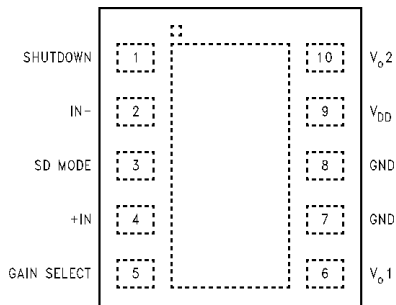 SHUTDOWN 1 10 Vo2
IN- 2 9 VDD
SD MODE 3 8 GND
+IN 4 7 GND
GAIN SELECT 5 6 Vo1